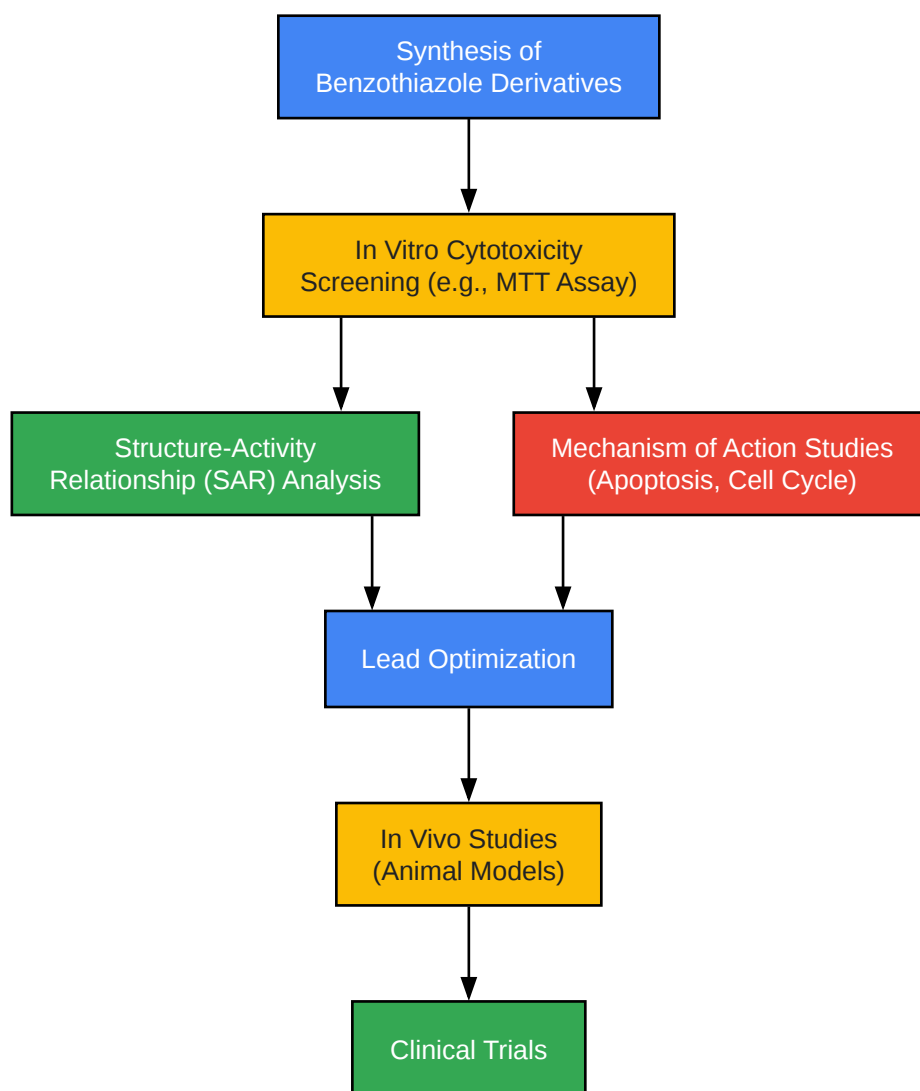 Synthesis of
Benzothiazole Derivatives
In Vitro Cytotoxicity
Screening (e.g., MTT Assay)
Structure-Activity
Relationship (SAR) Analysis
Mechanism of Action Studies
(Apoptosis, Cell Cycle)
Lead Optimization
In Vivo Studies
(Animal Models)
Clinical Trials